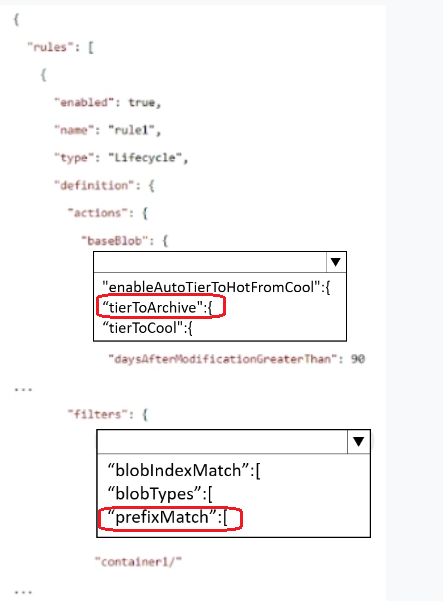 {
"rules": [
{
"enabled": true,
"name": "rule1",
"type": "Lifecycle",
"definition": {
"actions": {
"baseBlob": {
"enableAutoTierToHotFromCool":{
“tierToArchive":{
“tierToCool":{
"daysAfterModificationGreaterThan": 90
...
"filters": {
“blobIndexMatch”:[
“blobTypes”:[
“prefixMatch”:[
"container1/"
...